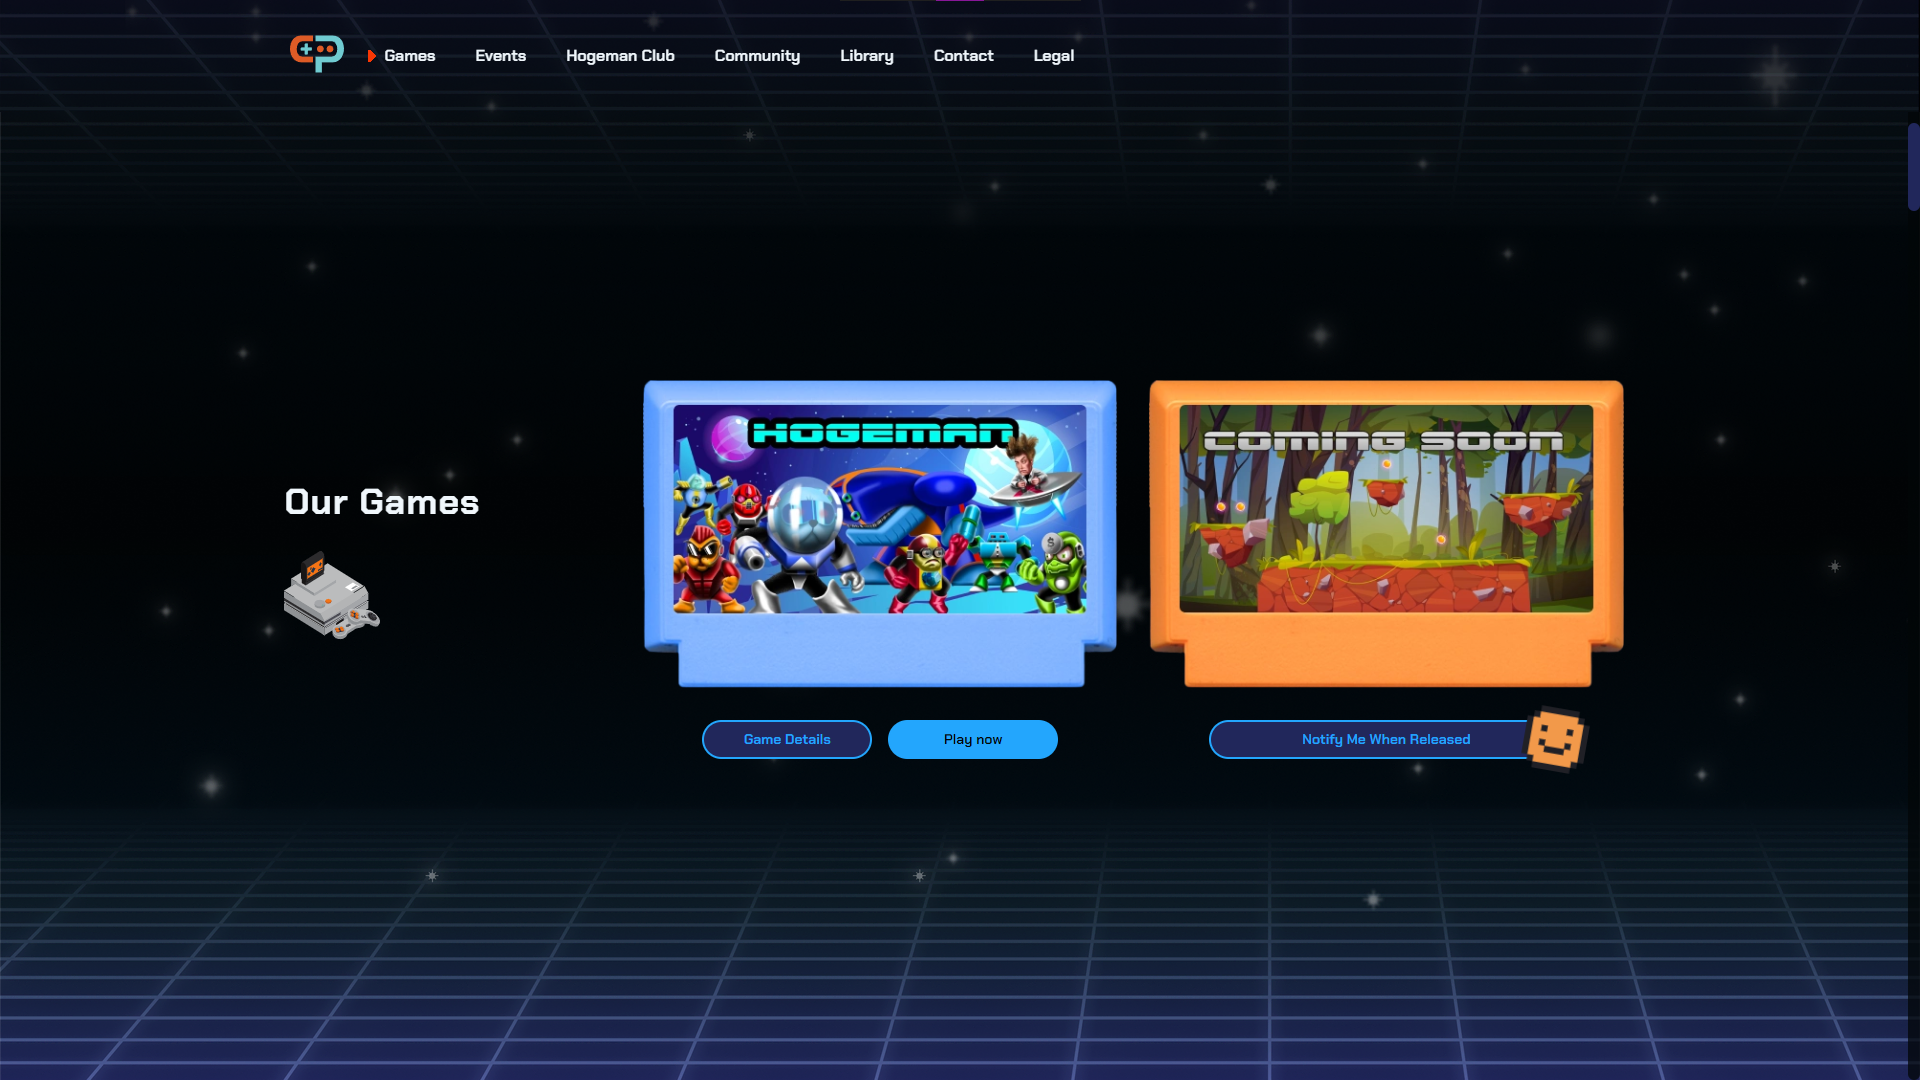 Games
Events
Hogeman Club
Community
Library
Contact
Legal
Our Games
HOGEMAN
COMING SOON
Game Details
Play now
Notify Me When Released